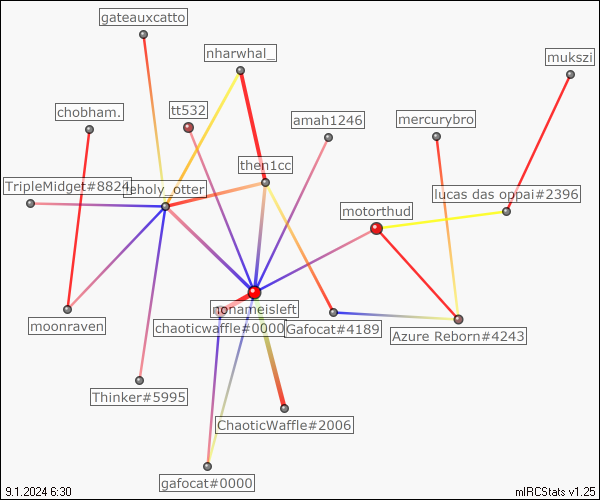 gateauxcatto
nharwhal_
mukszi
chobham.
tt532
amah1246
mercurybro
then1cc
TripleMidget#8824
leholy_otter
lucas das oppai#2396
motorthud
nonameisleft
moonraven
chaoticwaffle#0000
Gafocat#4189
Azure Reborn#4243
Thinker#5995
ChaoticWaffle#2006
gafocat#0000
9.1.2024 6:30
mIRCStats v1.25